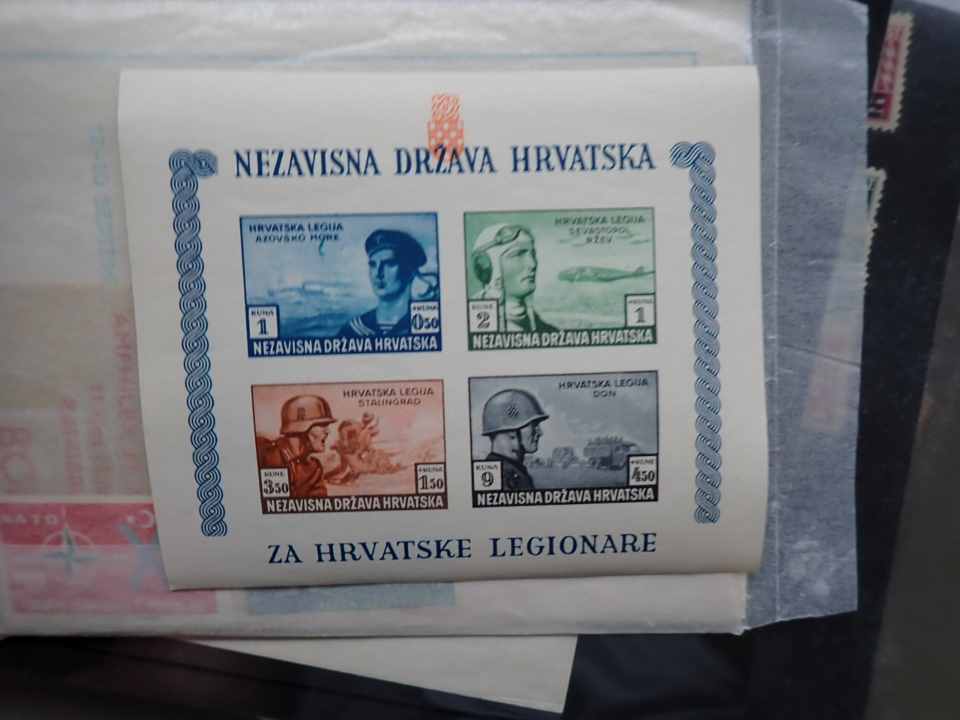 NEZAVISNA DRŽAVA HRVATSKA
HRVATSKA LEGIJA
AZOVSKO MORE
KUNA
1
+KUNA
0,50
NEZAVISNA DRŽAVA HRVATSKA
HRVATSKA LEGIJA
SEVASTOPOL
RŽEV
KUNE
2
+KUNA
1
NEZAVISNA DRŽAVA HRVATSKA
HRVATSKA LEGIJA
STALINGRAD
KUNE
3,50
+KUNE
1,50
NEZAVISNA DRŽAVA HRVATSKA
HRVATSKA LEGIJA
DON
KUNA
9
+KUNE
4,50
NEZAVISNA DRŽAVA HRVATSKA
ZA HRVATSKE LEGIONARE
NATO